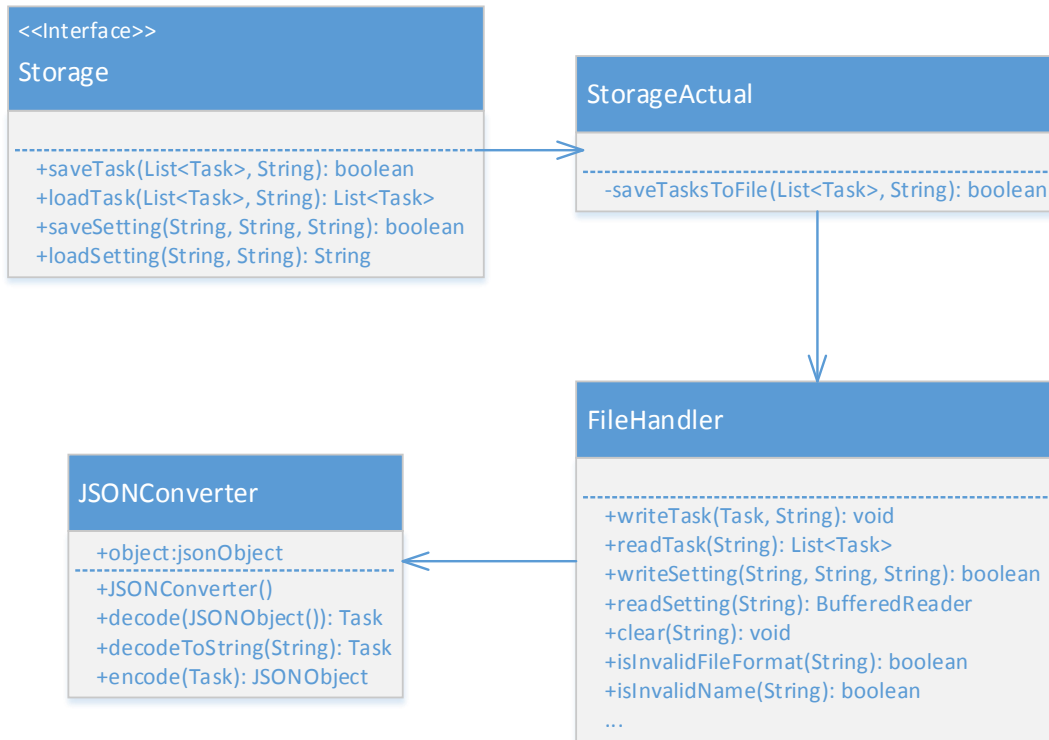 <<Interface>>
Storage
+saveTask(List<Task>, String): boolean
+loadTask(List<Task>, String): List<Task>
+saveSetting(String, String, String): boolean
+loadSetting(String, String): String
StorageActual
-saveTasksToFile(List<Task>, String): boolean
FileHandler
+writeTask(Task, String): void
+readTask(String): List<Task>
+writeSetting(String, String, String): boolean
+readSetting(String): BufferedReader
+clear(String): void
+isInvalidFileFormat(String): boolean
+isInvalidName(String): boolean
...
JSONConverter
+object:jsonObject
+JSONConverter()
+decode(JSONObject()): Task
+decodeToString(String): Task
+encode(Task): JSONObject